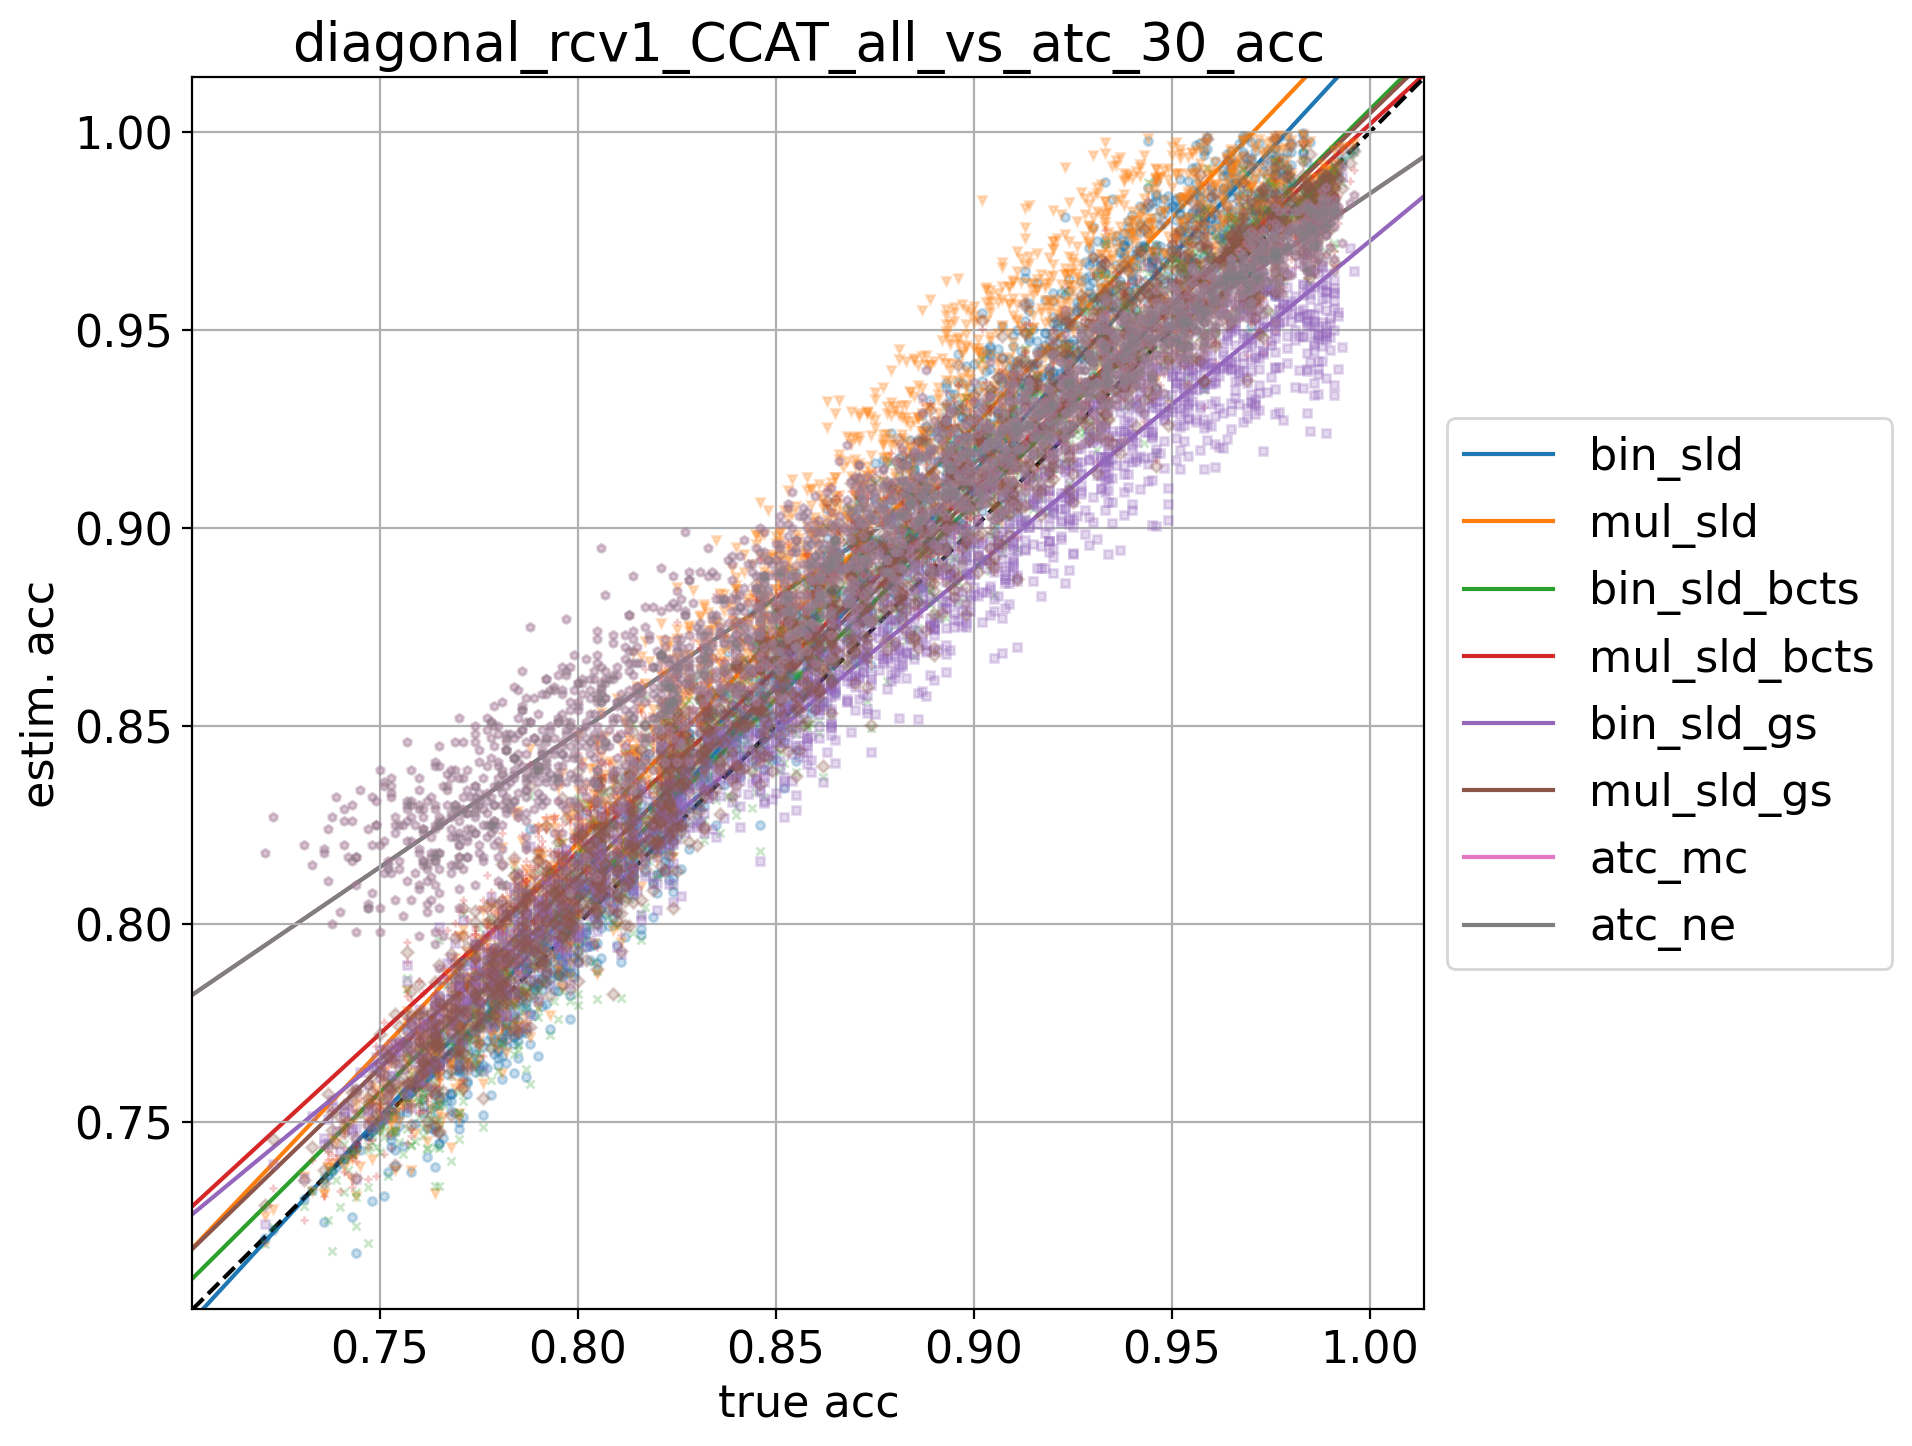 diagonal_rcv1_CCAT_all_vs_atc_30_acc
1.00
0.95
0.90
0.85
0.80
0.75
estim. acc
0.75 0.80 0.85 0.90 0.95 1.00
true acc
bin_sld
mul_sld
bin_sld_bcts
mul_sld_bcts
bin_sld_gs
mul_sld_gs
atc_mc
atc_ne